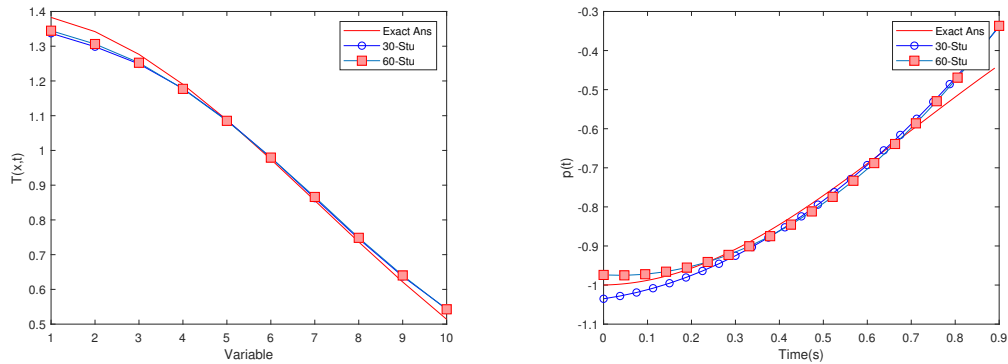 1.4
1.3
1.2
1.1
1
0.9
0.8
0.7
0.6
0.5
T(x,t)
1 2 3 4 5 6 7 8 9 10
Variable
Exact Ans
30-Stu
60-Stu
-0.3
-0.4
-0.5
-0.6
-0.7
-0.8
-0.9
-1
-1.1
p(t)
0 0.1 0.2 0.3 0.4 0.5 0.6 0.7 0.8 0.9
Time(s)
Exact Ans
30-Stu
60-Stu